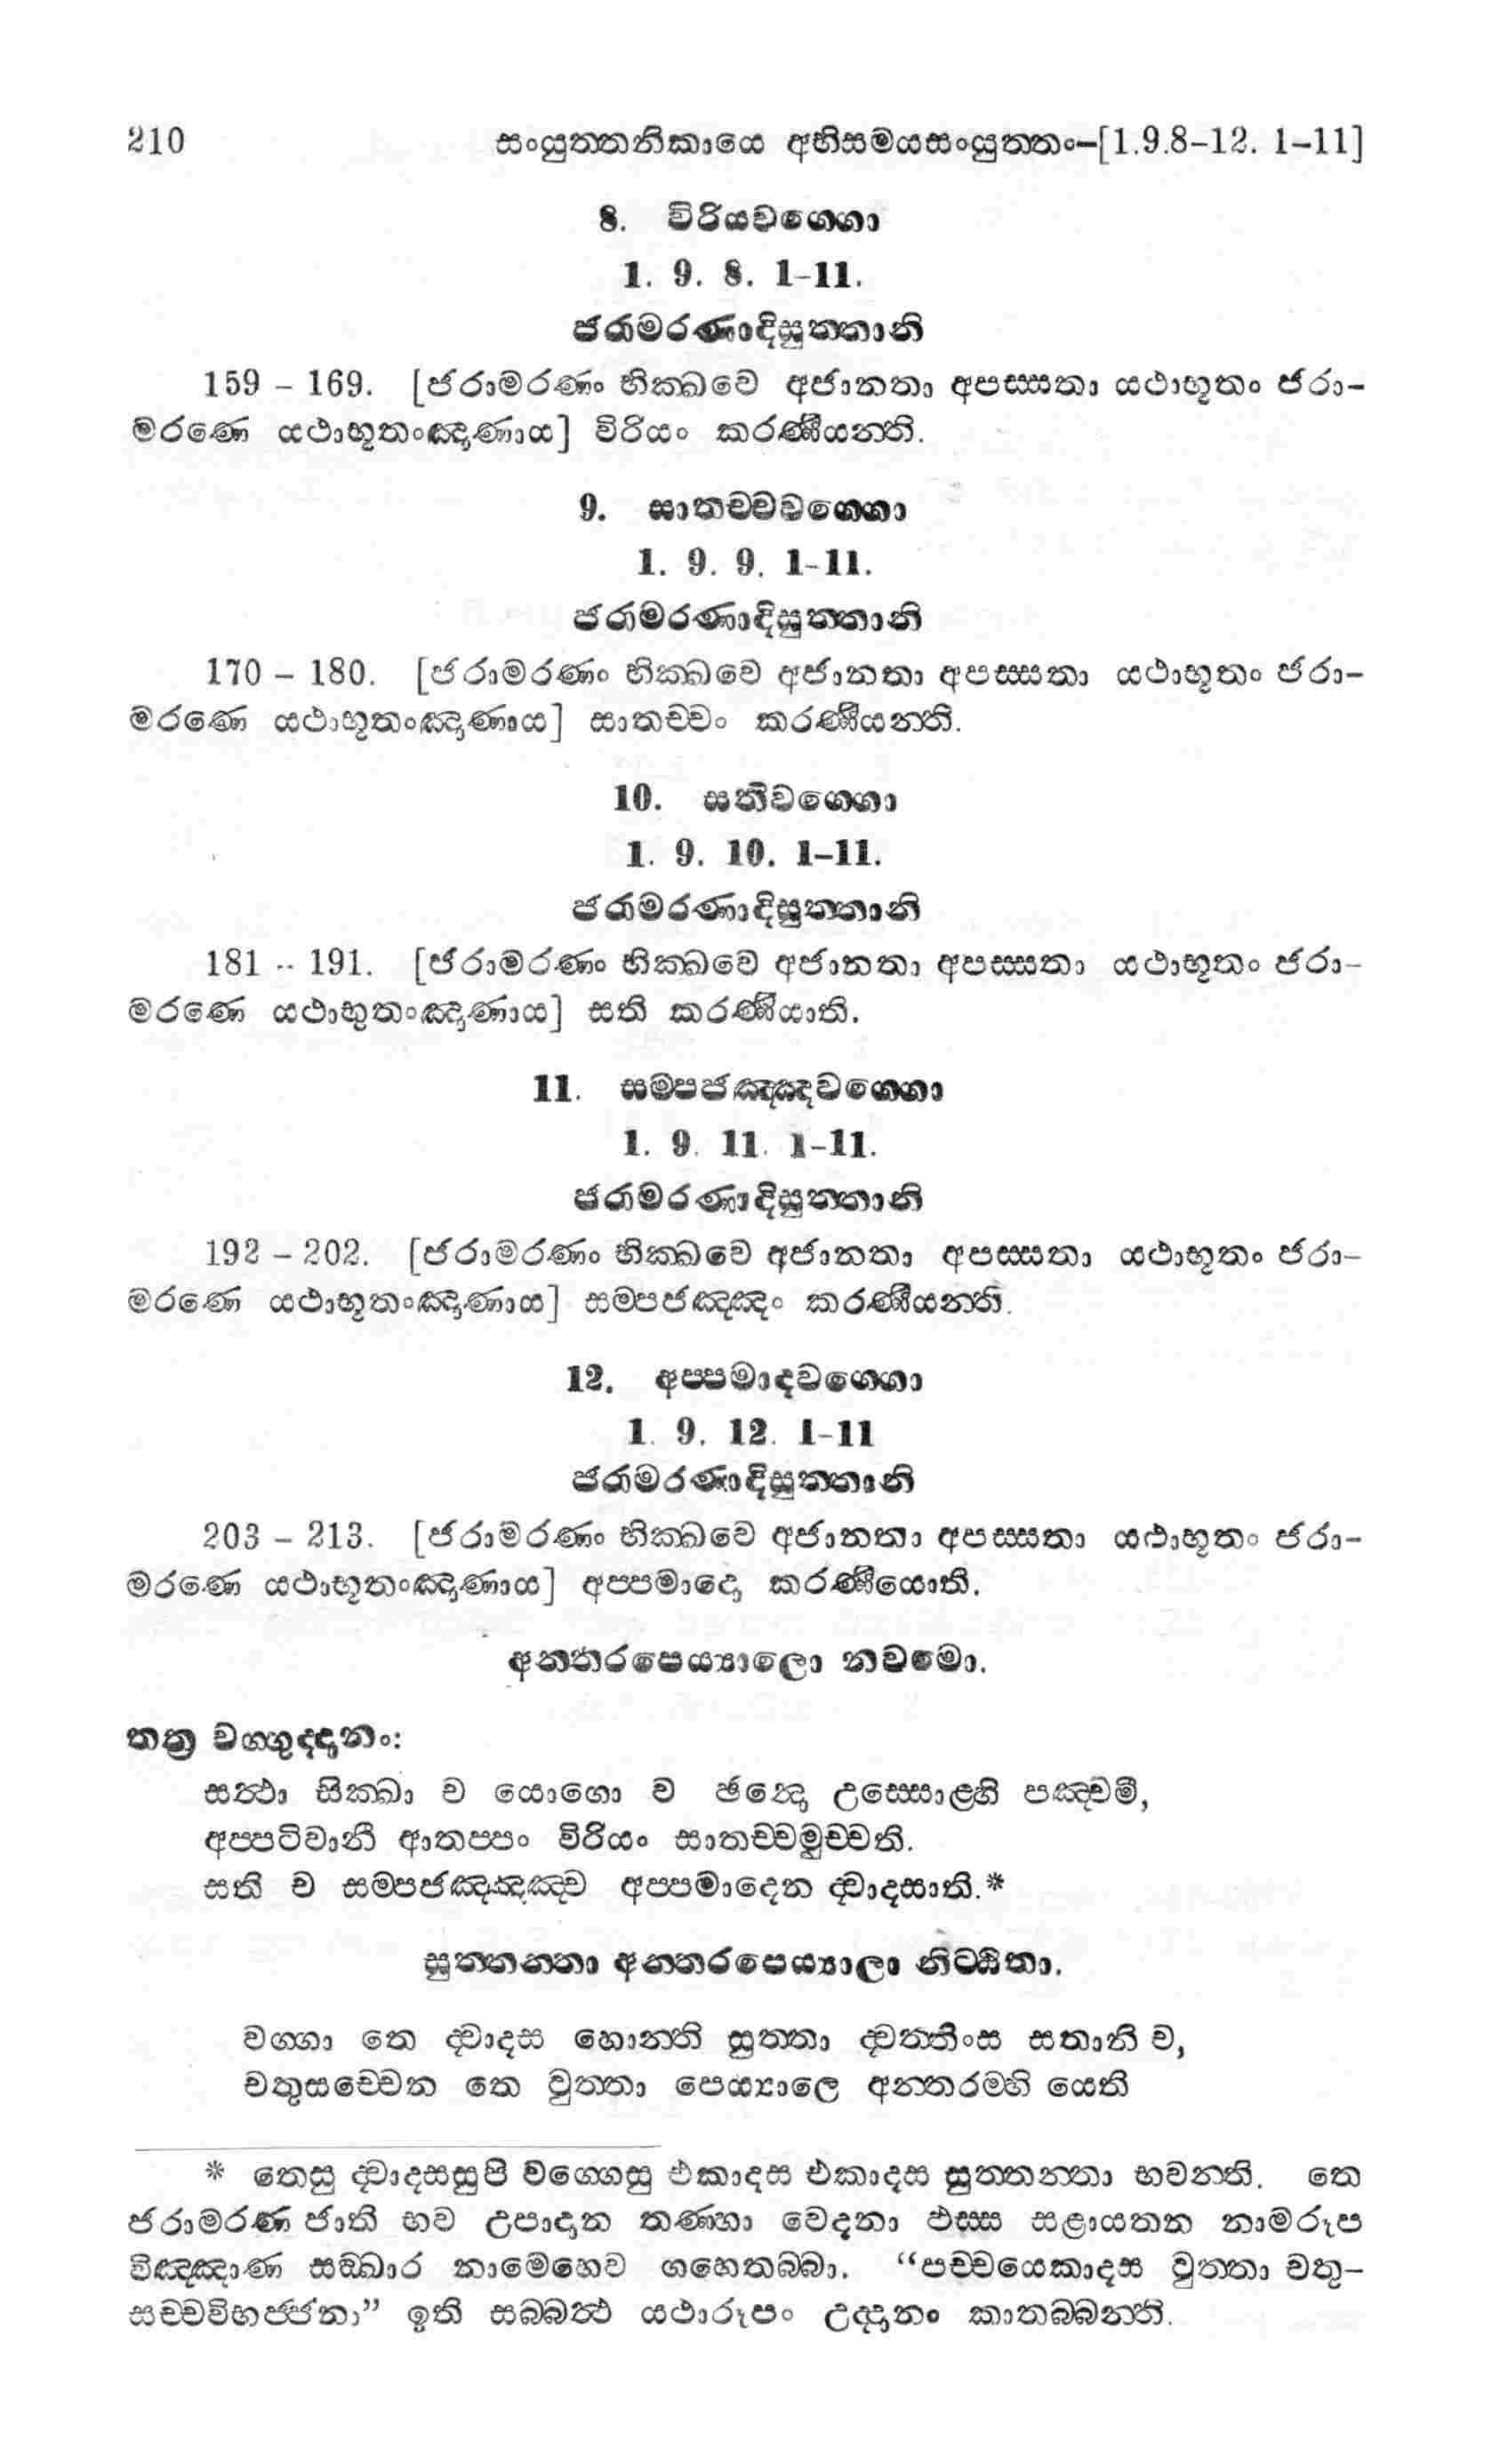 210 සංයුත්තනිකායෙ අභිසමයසංයුත්තං–[1.9.8–12. 1–11]
8. විරියවග්ගො
1. 9. 8. 1–11.
ජරාමරණාදිසුත්තානි
159 – 169. [ජරාමරණං භික්ඛවෙ අජානතා අපස්සතා යථාභූතං ජරා-
මරණෙ යථාභූතංඤාණාය] විරියං කරණීයන්ති.
9. සාතච්චවග්ගො
1. 9. 9. 1–11.
ජරාමරණාදිසුත්තානි
170 – 180. [ජරාමරණං භික්ඛවෙ අජානතා අපස්සතා යථාභූතං ජරා-
මරණෙ යථාභූතංඤාණාය] සාතච්චං කරණීයන්ති.
10. සතිවග්ගො
1. 9. 10. 1–11.
ජරාමරණාදිසුත්තානි
181 – 191. [ජරාමරණං භික්ඛවෙ අජානතා අපස්සතා යථාභූතං ජරා-
මරණෙ යථාභුතංඤාණාය] සති කරණීයාති.
11. සම්පජඤ්ඤවග්ගො
1. 9. 11. 1–11.
ජරාමරණාදිසුත්තානි
192 – 202. [ජරාමරණං භික්ඛවෙ අජානතා අපස්සතා යථාභූතං ජරා-
මරණෙ යථාභූතංඤාණාය] සම්පජඤ්ඤං කරණීයන්ති.
12. අප්පමාදවග්ගො
1. 9. 12. 1–11
ජරාමරණාදිසුත්තානි
203 – 213. [ජරාමරණං භික්ඛවෙ අජානතා අපස්සතා යථාභූතං ජරා-
මරණෙ යථාභූතංඤාණාය] අප්පමාදො කරණීයොති.
අන්තරපෙය්‍යාලො නවමො.
තත්‍ර වග්ගුද්දානං:
සත්ථා සික්ඛා ච යොගො ච ඡන්දො උස්සොළ්හි පඤ්චමී,
අප්පටිවානී ආතප්පං විරියං සාතච්චමුච්චති.
සති ච සම්පජඤ්ඤඤ්ච අප්පමාදෙන ද්වාදසාති.*
සුත්තන්තා අන්තරපෙය්‍යාලා නිට්ඨිතා.
වග්ගා තෙ ද්වාදස හොන්ති සුත්තා ද්වත්තිංස සතානි ච,
චතුසච්චෙන තෙ වුත්තා පෙය්‍යාලෙ අන්තරම්හි යෙති
* තෙසු ද්වාදසසුපි වග්ගෙසු එකාදස එකාදස සුත්තන්තා භවන්ති. තෙ
ජරාමරණ ජාති භව උපාදාන තණ්හා වෙදනා ඵස්ස සළායතන නාමරූප
විඤ්ඤාණ සඞ්ඛාර නාමෙහෙව ගහෙතබ්බා. “පච්චයෙකාදස වුත්තා චතු-
සච්චවිභජ්ජනා” ඉති සබ්බත්ථ යථාරූපං උද්දානං කාතබ්බන්ති.